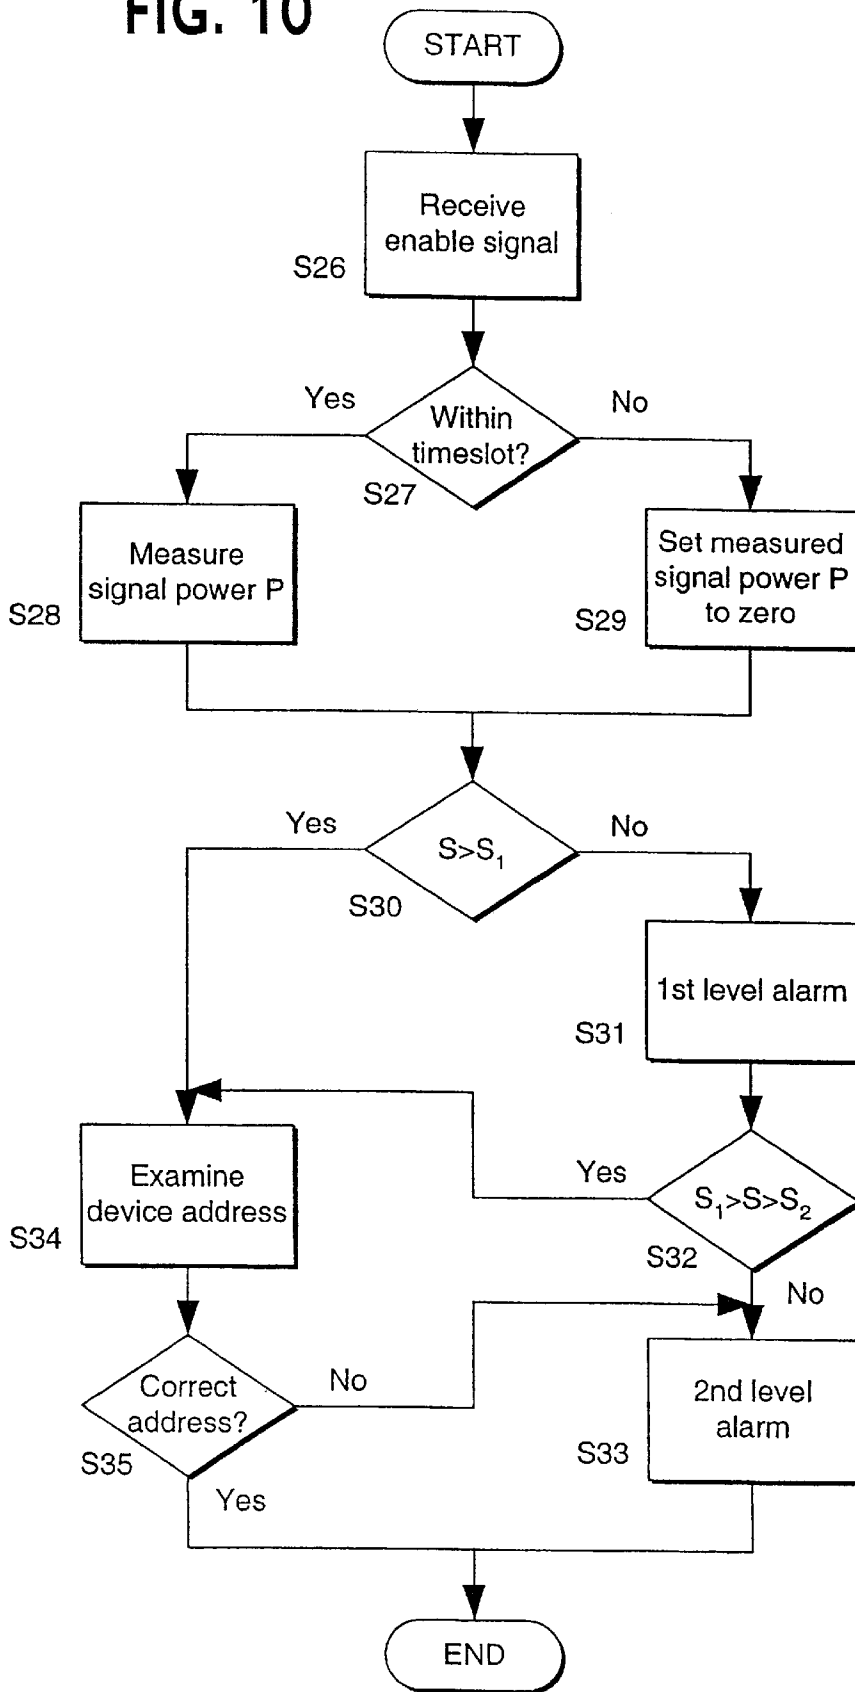 FIG. 10
START
Receive
enable signal
S26
Yes
Within
timeslot?
No
S27
Measure
signal power P
S28
Set measured
signal power P
to zero
S29
Yes
S>S₁
No
S30
1st level alarm
S31
Yes
S₁>S>S₂
S32
No
Examine
device address
S34
Correct
address?
No
S35
Yes
2nd level
alarm
S33
END